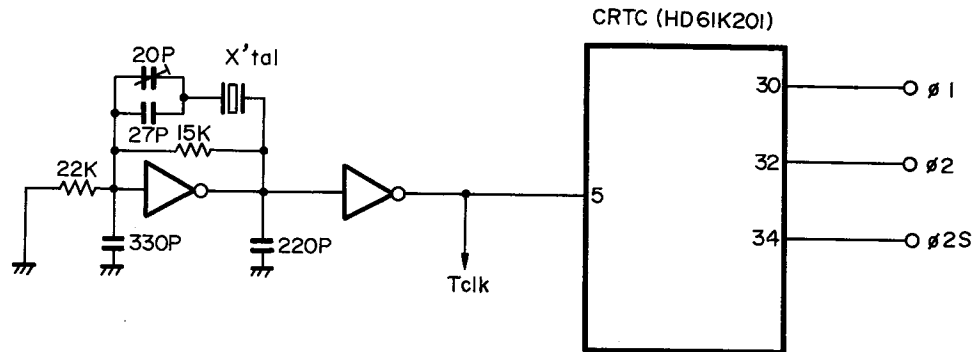 CRTC (HD61K201)
20P
X'tal
27P
15K
22K
330P
220P
Tclk
5
30
ø1
32
ø2
34
ø2S